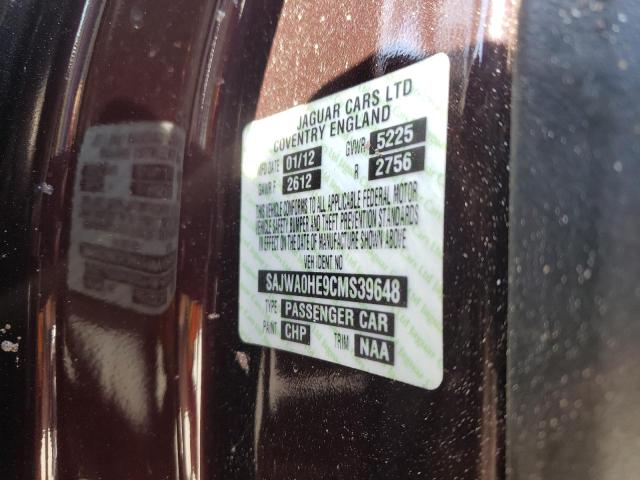 JAGUAR CARS LTD
COVENTRY ENGLAND
MFD DATE 01/12 GVWR 5225
GAWR F 2612 R 2756
THIS VEHICLE CONFORMS TO ALL APPLICABLE FEDERAL MOTOR
VEHICLE SAFETY BUMPER AND THEFT PREVENTION STANDARDS
IN EFFECT ON THE DATE OF MANUFACTURE SHOWN ABOVE
VEH IDENT NO
SAJWA0HE9CMS39648
TYPE PASSENGER CAR
PAINT CHP TRIM NAA